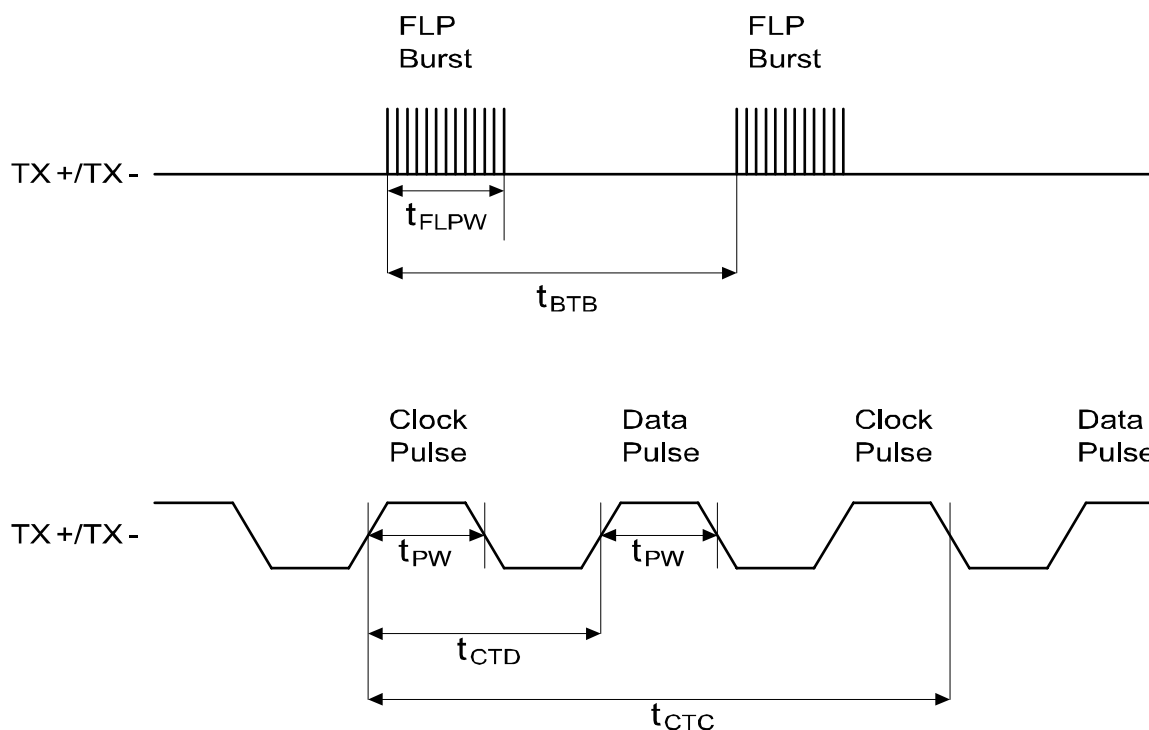 FLP
Burst
FLP
Burst
TX+/TX-
tFLPW
tBTB
Clock
Pulse
Data
Pulse
Clock
Pulse
Data
Pulse
TX+/TX-
tPW
tPW
tCTD
tCTC